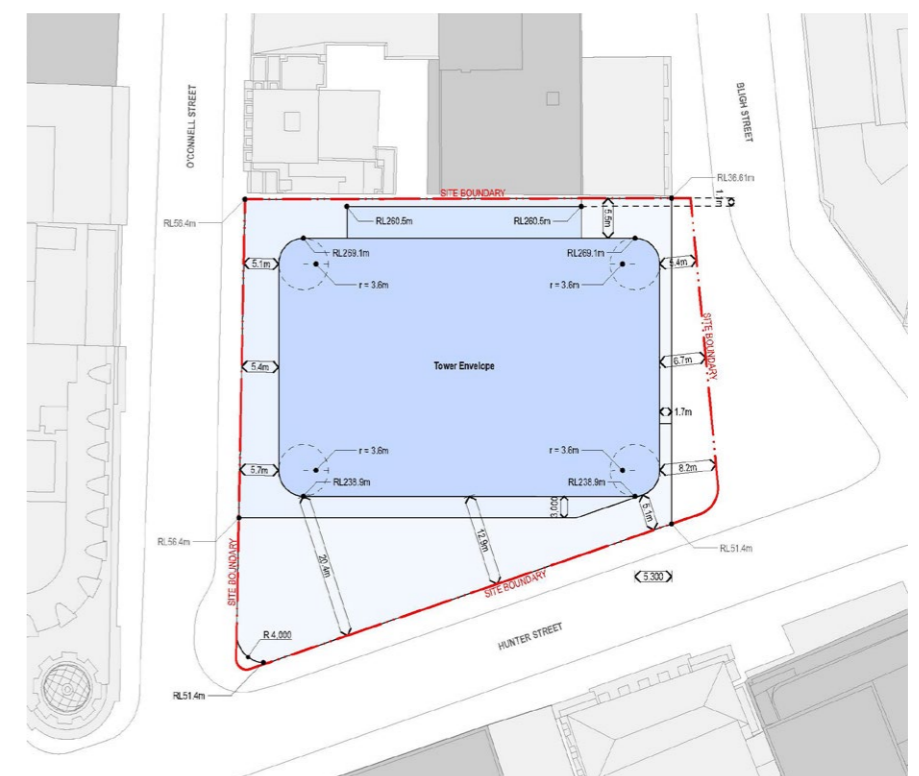 O'CONNELL STREET
BLIGH STREET
RL36.61m
SITE BOUNDARY
1.1m
RL56.4m
RL260.5m
RL260.5m
5.5m
RL269.1m
RL269.1m
5.1m
5.4m
r = 3.6m
r = 3.6m
SITE BOUNDARY
5.4m
Tower Envelope
6.7m
1.7m
r = 3.6m
r = 3.6m
5.7m
8.2m
RL238.9m
RL238.9m
3,000
5.1m
RL56.4m
20.4m
12.9m
RL51.4m
SITE BOUNDARY
SITE BOUNDARY
5.300
HUNTER STREET
R 4,000
RL51.4m